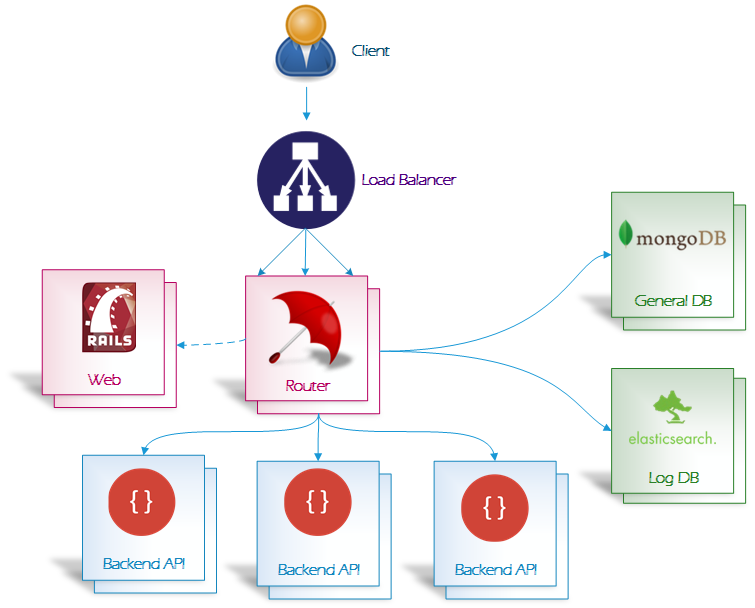 Client
Load Balancer
mongoDB
General DB
RAILS
Web
Router
elasticsearch.
Log DB
{ }
Backend API
{ }
Backend API
{ }
Backend API